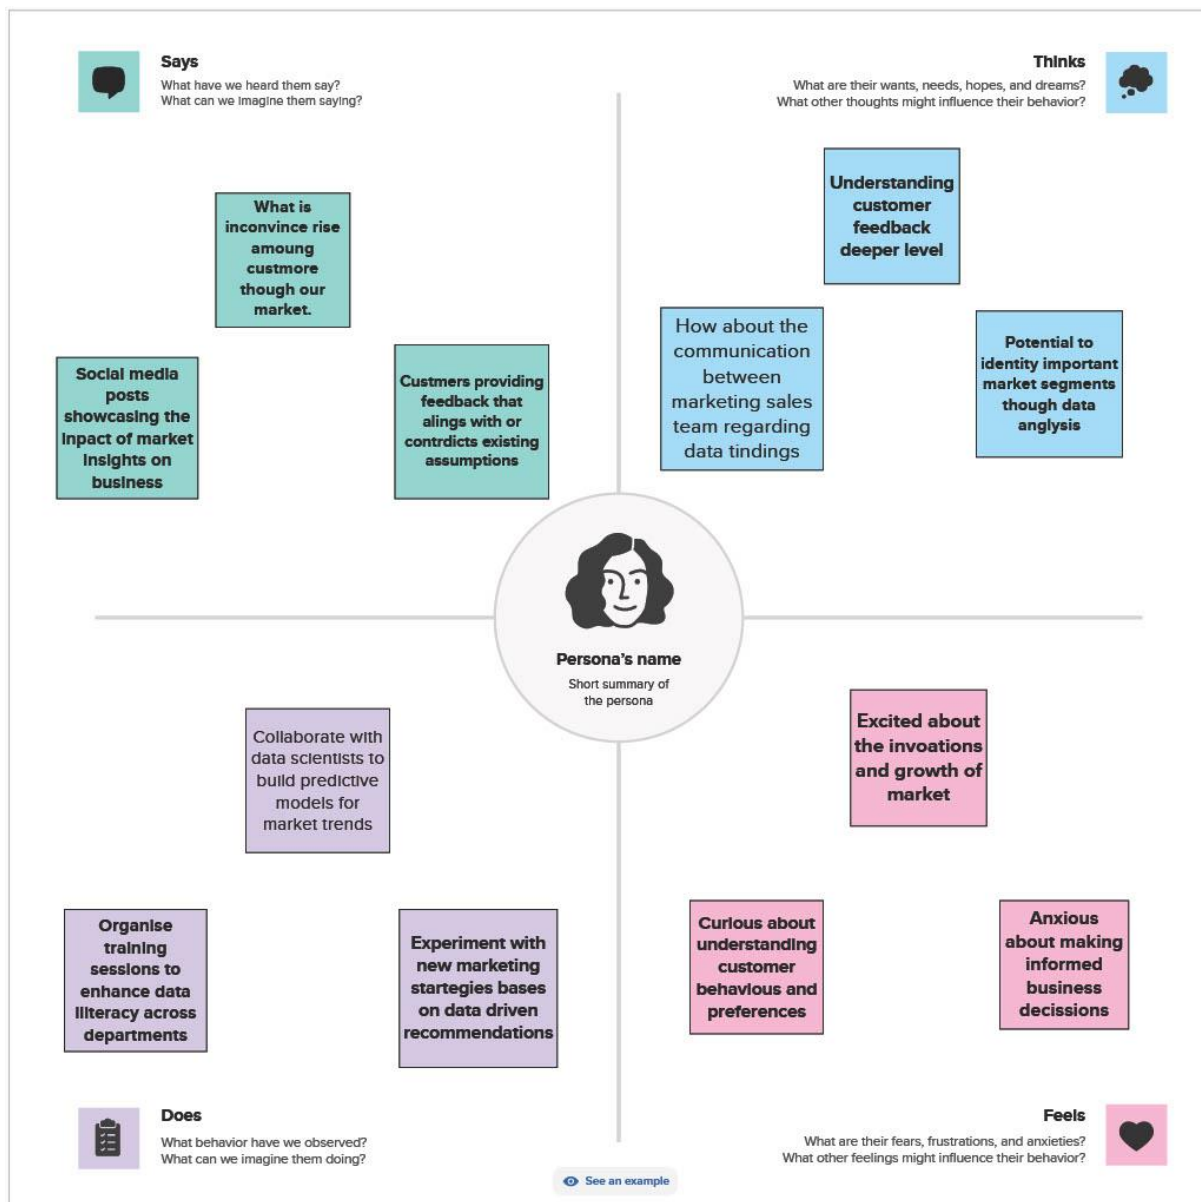 Says
What have we heard them say?
What can we imagine them saying?
Thinks
What are their wants, needs, hopes, and dreams?
What other thoughts might influence their behavior?
What is
inconvince rise
amoung
custmore
though our
market.
Social media
posts
showcasing the
inpact of market
insights on
business
Custmers providing
feedback that
alings with or
contrdicts existing
assumptions
Understanding
customer
feedback
deeper level
How about the
communication
between
marketing sales
team regarding
data tindings
Potential to
identity important
market segments
though data
anglysis
Persona's name
Short summary of
the persona
Collaborate with
data scientists to
build predictive
models for
market trends
Organise
training
sessions to
enhance data
literacy across
departments
Experiment with
new marketing
startegies bases
on data driven
recommendations
Excited about
the invoations
and growth of
market
Curious about
understanding
customer
behavious and
preferences
Anxious
about making
informed
business
decissions
Does
What behavior have we observed?
What can we imagine them doing?
Feels
What are their fears, frustrations, and anxieties?
What other feelings might influence their behavior?
See an example